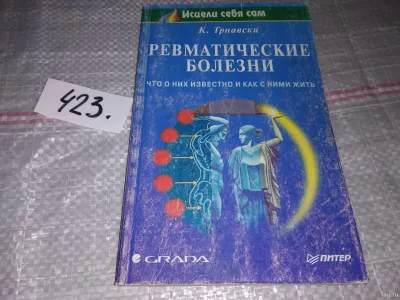 Исцели себя сам
К. Трнавски
РЕВМАТИЧЕСКИЕ
БОЛЕЗНИ
ЧТО О НИХ ИЗВЕСТНО И КАК С НИМИ ЖИТЬ
423.
GRADA
ПИТЕР